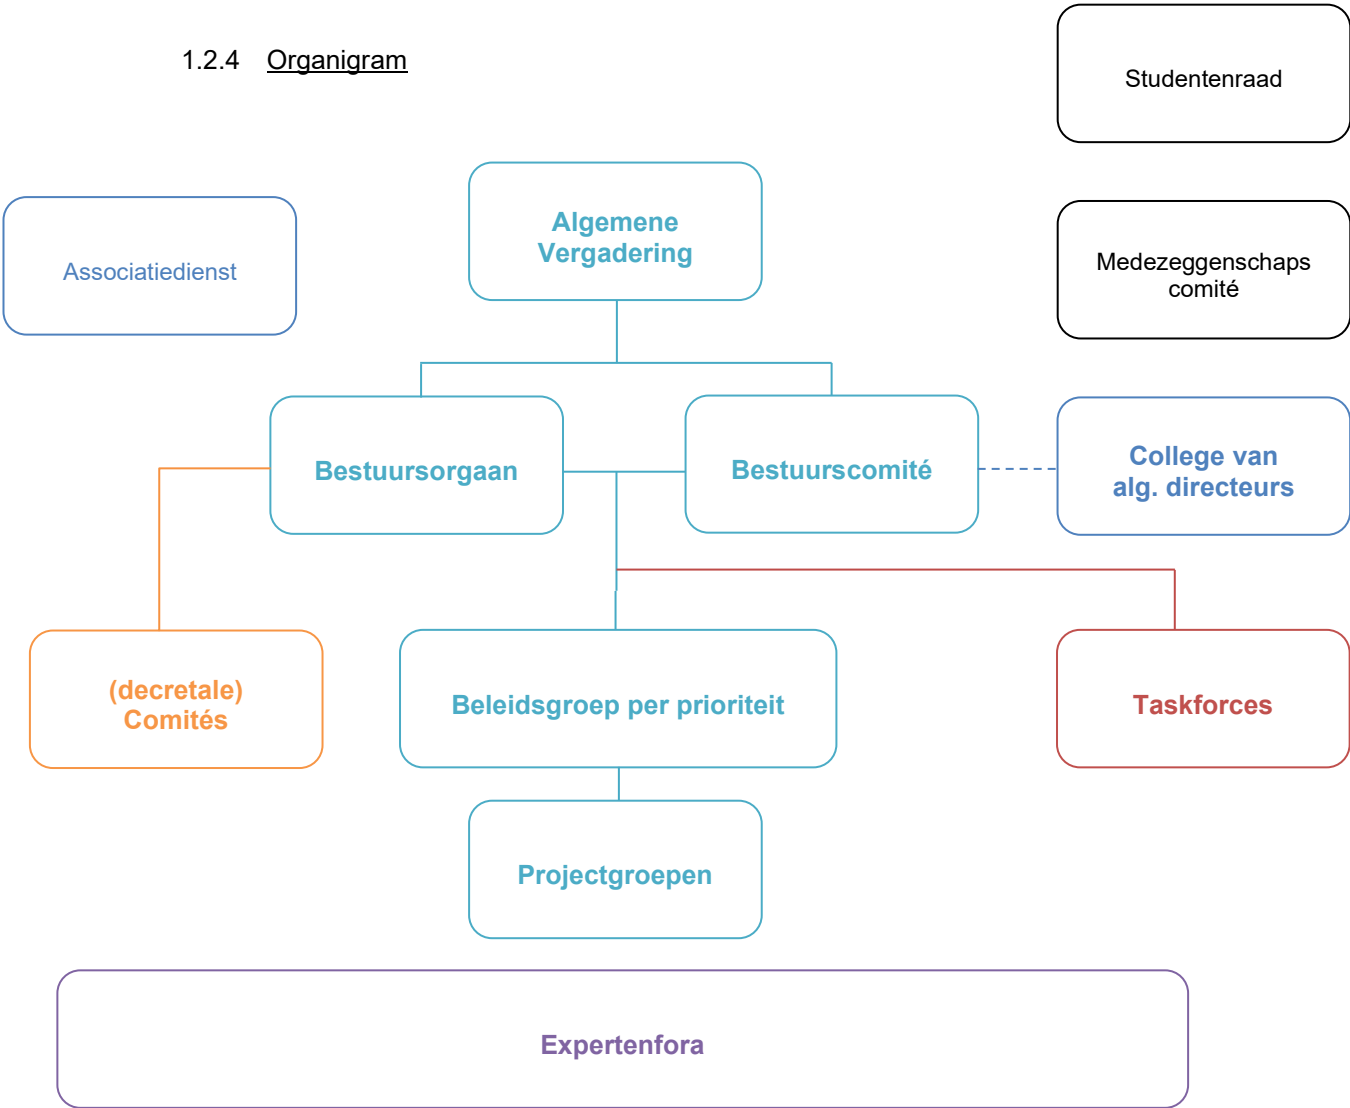 1.2.4 Organigram
Studentenraad
Algemene
Vergadering
Associatiedienst
Medezeggenschaps
comité
Bestuursorgaan
Bestuurscomité
College van
alg. directeurs
(decretale)
Comités
Beleidsgroep per prioriteit
Taskforces
Projectgroepen
Expertenfora